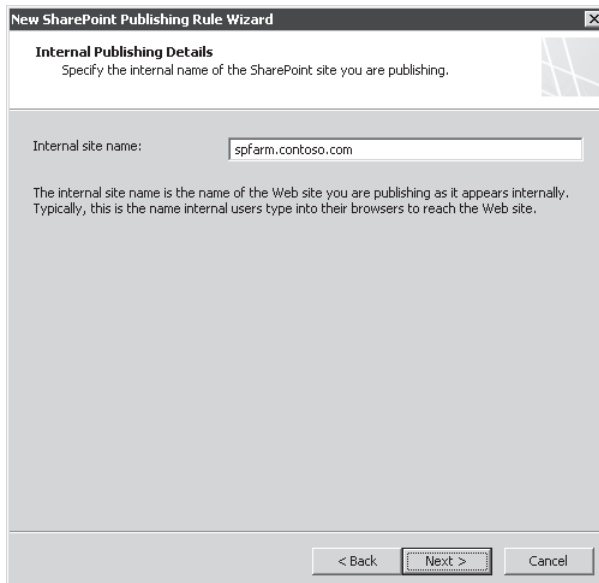 New SharePoint Publishing Rule Wizard
Internal Publishing Details
Specify the internal name of the SharePoint site you are publishing.
Internal site name:
spfarm.contoso.com
The internal site name is the name of the Web site you are publishing as it appears internally.
Typically, this is the name internal users type into their browsers to reach the Web site.
< Back
Next >
Cancel